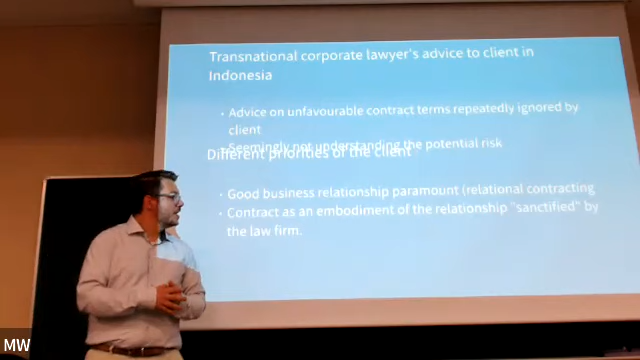 Transnational corporate lawyer's advice to client in
Indonesia
· Advice on unfavourable contract terms repeatedly ignored by
client
· Seemingly not understanding the potential risk
Different priorities of the client
· Good business relationship paramount (relational contracting
· Contract as an embodiment of the relationship "sanctified" by
the law firm.
MW